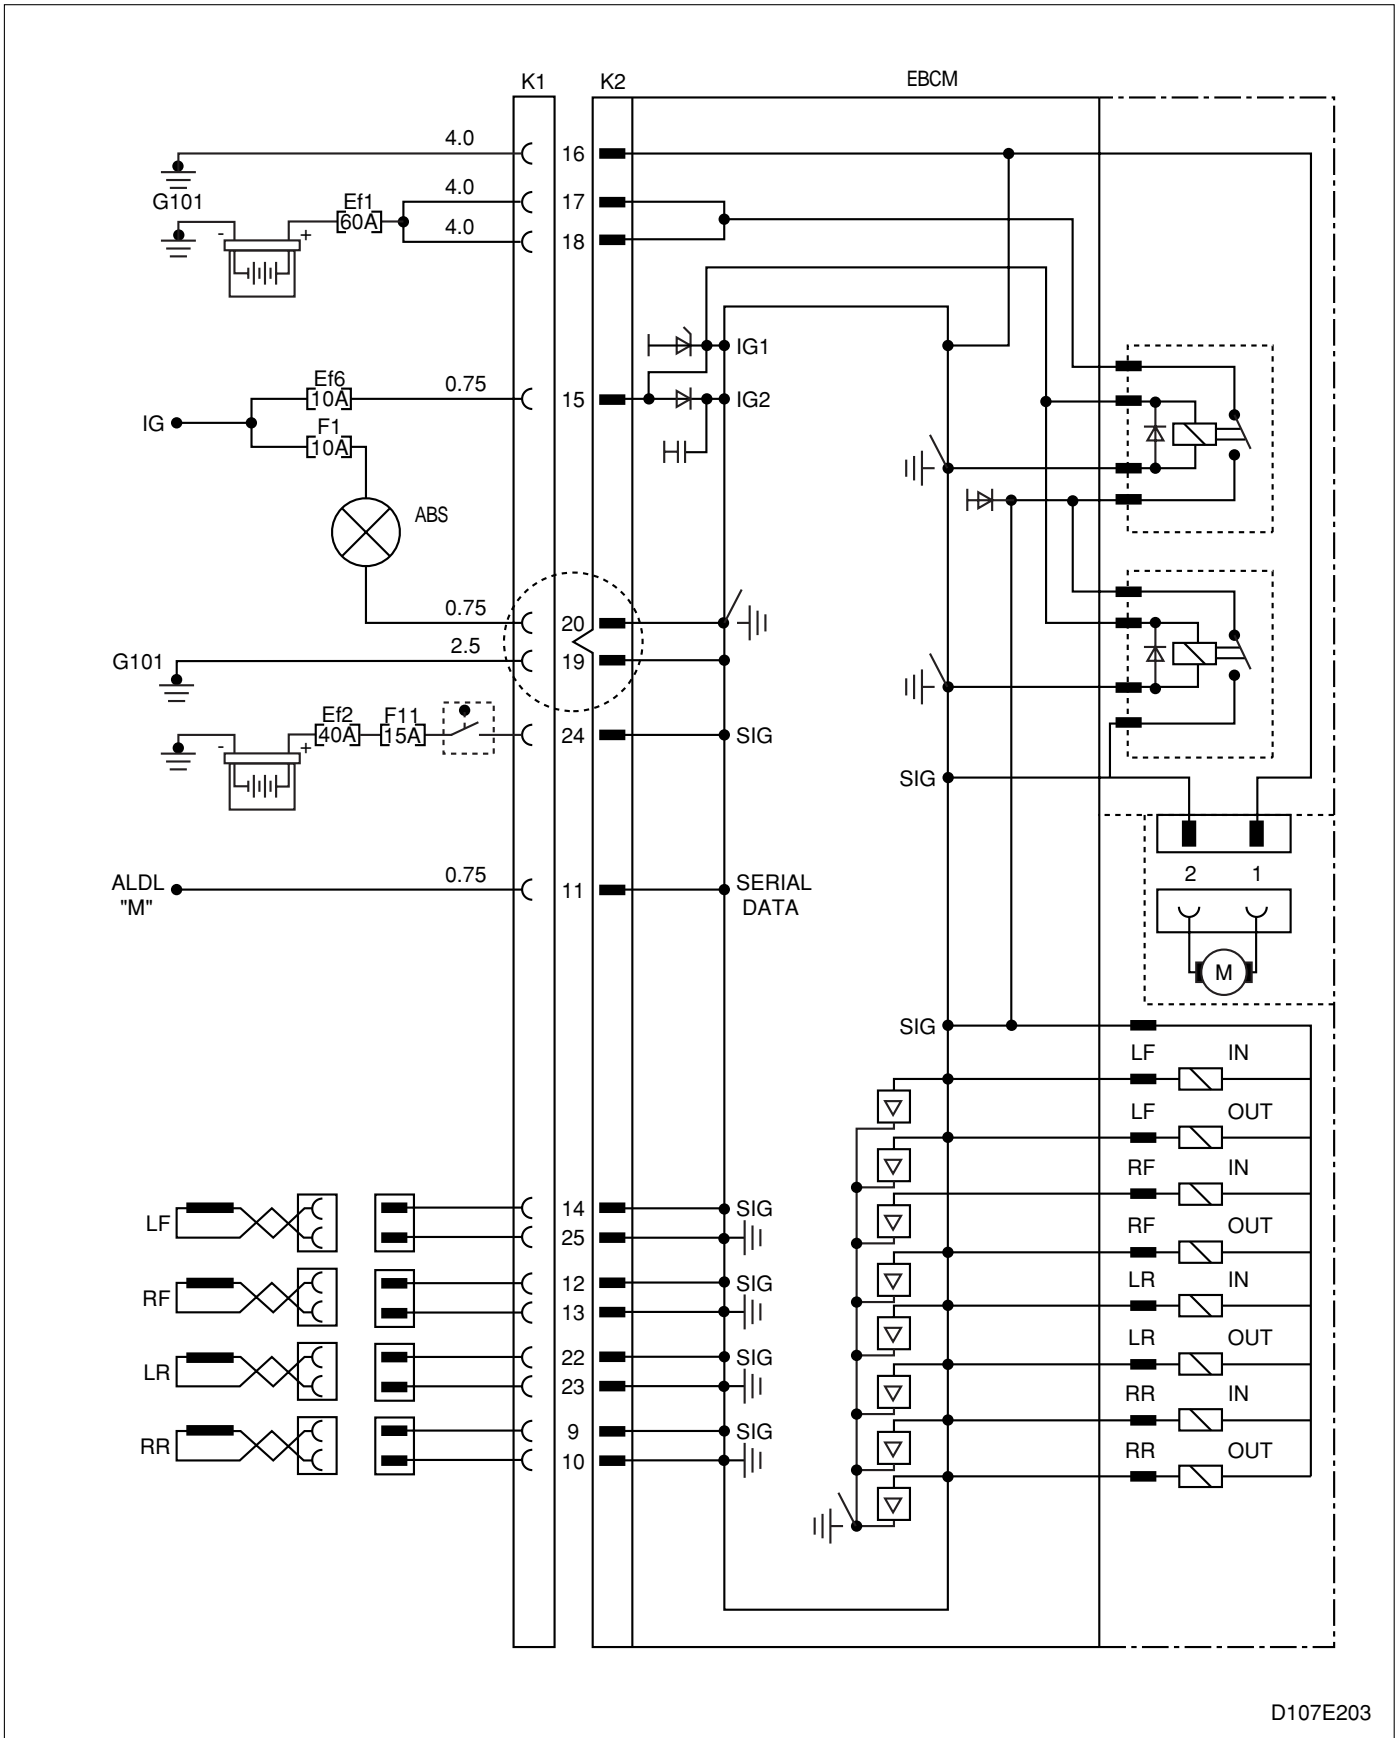 K1 K2 EBCM
4.0 16
G101
4.0 17
Ef1
60A
4.0 18
- +
IG1
Ef6
10A
0.75 15 IG2
IG
F1
10A
ABS
0.75 20
2.5
G101 19
Ef2 F11
40A 15A
- +
24 SIG
SIG
2 1
ALDL 0.75 11 SERIAL
"M" DATA
M
SIG
LF IN
LF OUT
RF IN
14 SIG
LF
RF OUT
25
12 SIG
LR IN
RF
13
LR OUT
22 SIG
LR
23
RR IN
9 SIG
RR
RR OUT
10
D107E203